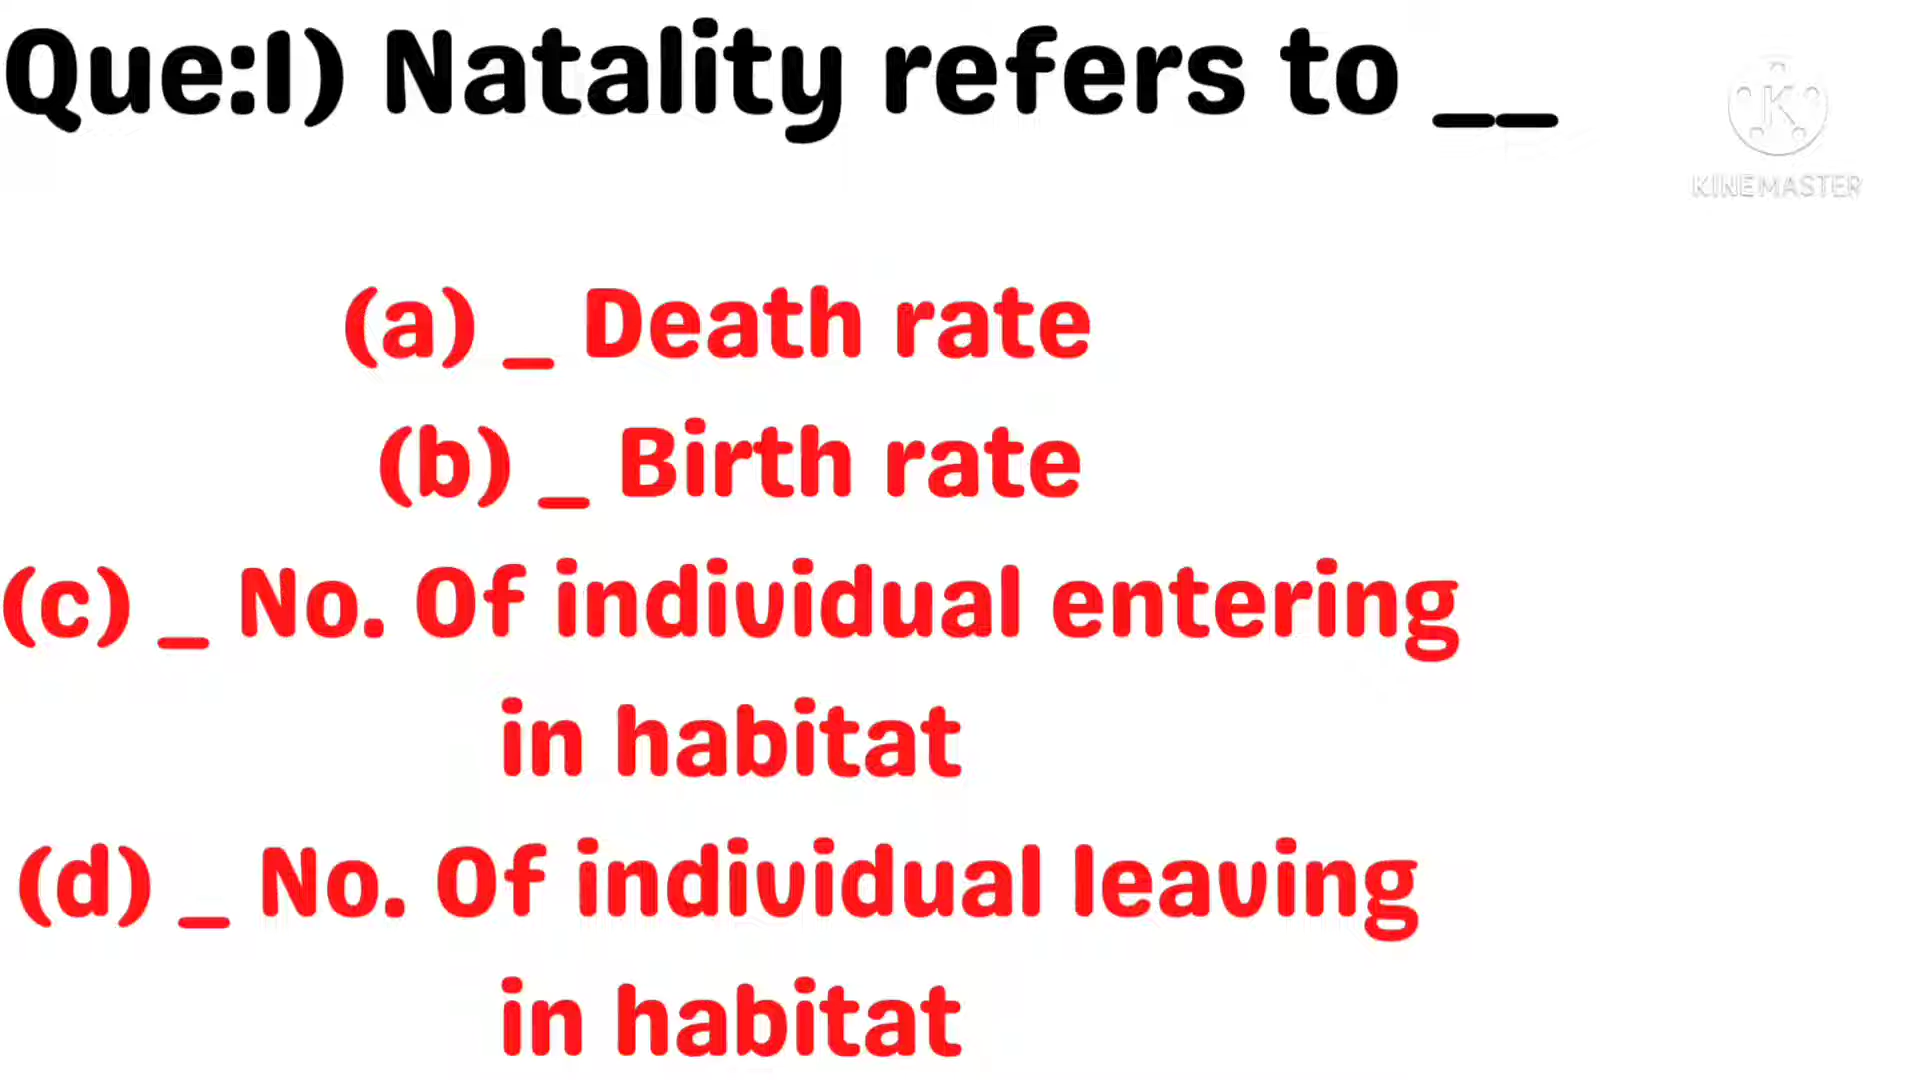 Que:1) Natality refers to __
KINEMASTER
(a) _ Death rate
(b) _ Birth rate
(c) _ No. Of individual entering
in habitat
(d) _ No. Of individual leaving
in habitat